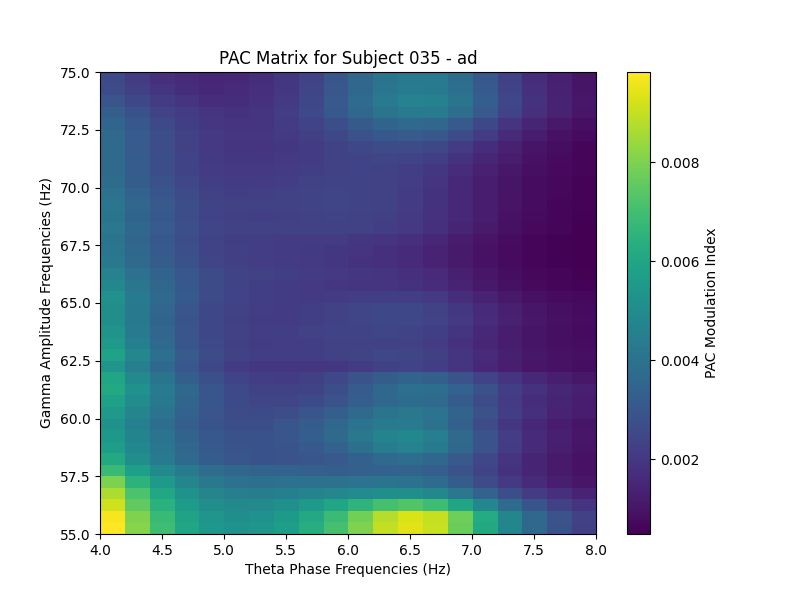 PAC Matrix for Subject 035 - ad
75.0
72.5
70.0
67.5
65.0
62.5
60.0
57.5
55.0
Gamma Amplitude Frequencies (Hz)
4.0 4.5 5.0 5.5 6.0 6.5 7.0 7.5 8.0
Theta Phase Frequencies (Hz)
0.008
0.006
0.004
0.002
PAC Modulation Index